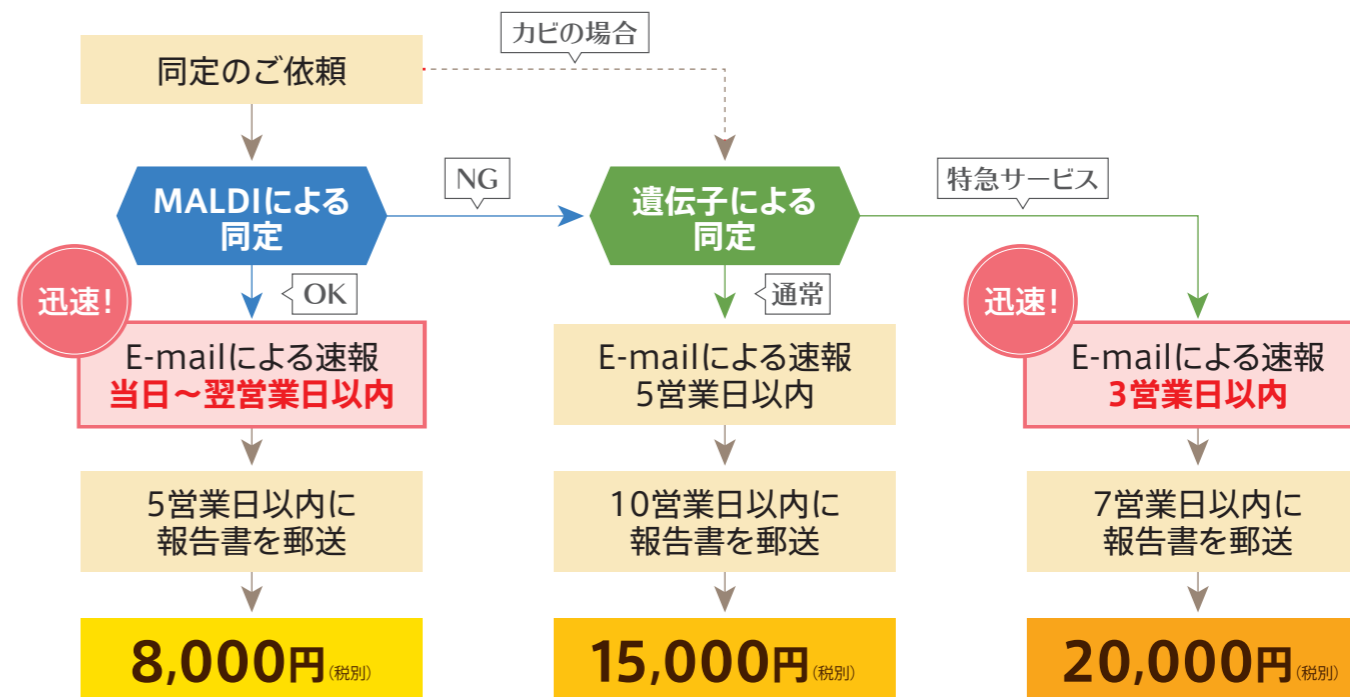 カビの場合
同定のご依頼
MALDIによる
同定
NG
遺伝子による
同定
特急サービス
迅速!
OK
通常
迅速!
E-mailによる速報
当日～翌営業日以内
E-mailによる速報
5営業日以内
E-mailによる速報
3営業日以内
5営業日以内に
報告書を郵送
10営業日以内に
報告書を郵送
7営業日以内に
報告書を郵送
8,000円(税別)
15,000円(税別)
20,000円(税別)